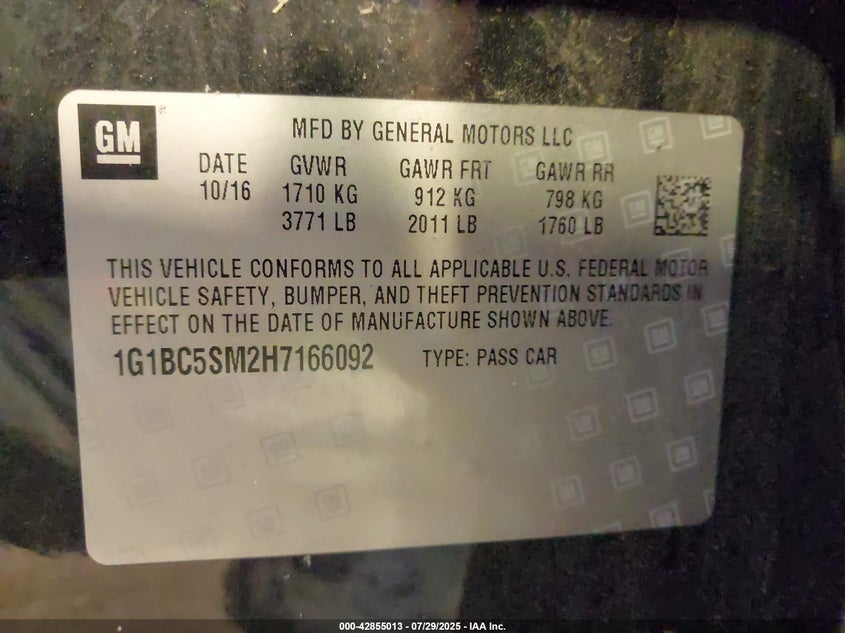 GM
MFD BY GENERAL MOTORS LLC
DATE GVWR GAWR FRT GAWR RR
10/16 1710 KG 912 KG 798 KG
3771 LB 2011 LB 1760 LB
THIS VEHICLE CONFORMS TO ALL APPLICABLE U.S. FEDERAL MOTOR
VEHICLE SAFETY, BUMPER, AND THEFT PREVENTION STANDARDS IN
EFFECT ON THE DATE OF MANUFACTURE SHOWN ABOVE.
1G1BC5SM2H7166092 TYPE: PASS CAR
000-42855013 / 07/29/2025 - IAA Inc.